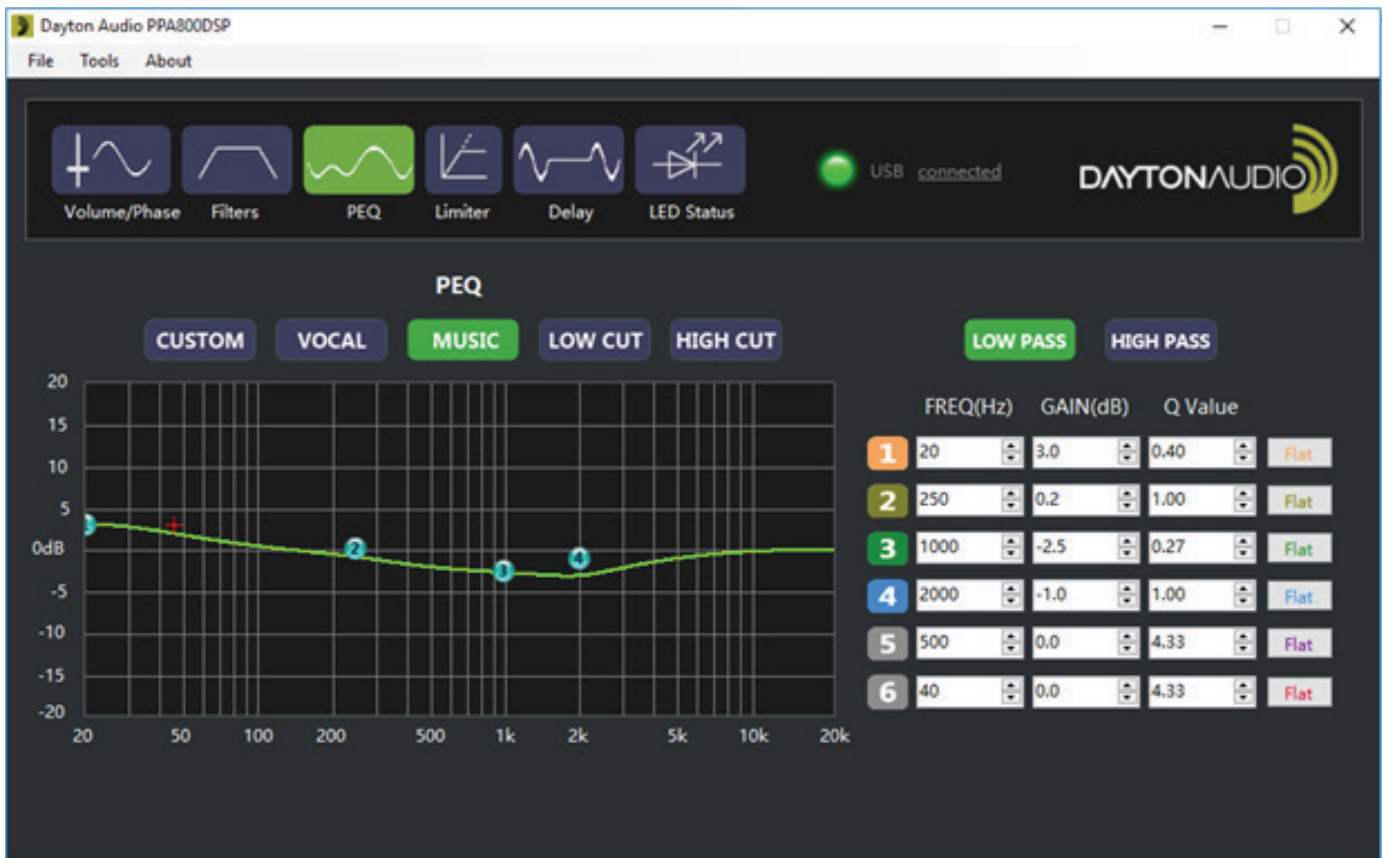 Dayton Audio PPA800DSP
File Tools About
Volume/Phase Filters PEQ Limiter Delay LED Status
USB connected
DAYTONAUDIO
PEQ
CUSTOM VOCAL MUSIC LOW CUT HIGH CUT
LOW PASS HIGH PASS
FREQ(Hz) GAIN(dB) Q Value
1 20 3.0 0.40 Flat
2 250 0.2 1.00 Flat
3 1000 -2.5 0.27 Flat
4 2000 -1.0 1.00 Flat
5 500 0.0 4.33 Flat
6 40 0.0 4.33 Flat
20
15
10
5
0dB
-5
-10
-15
-20
2
3
4
20 50 100 200 500 1k 2k 5k 10k 20k